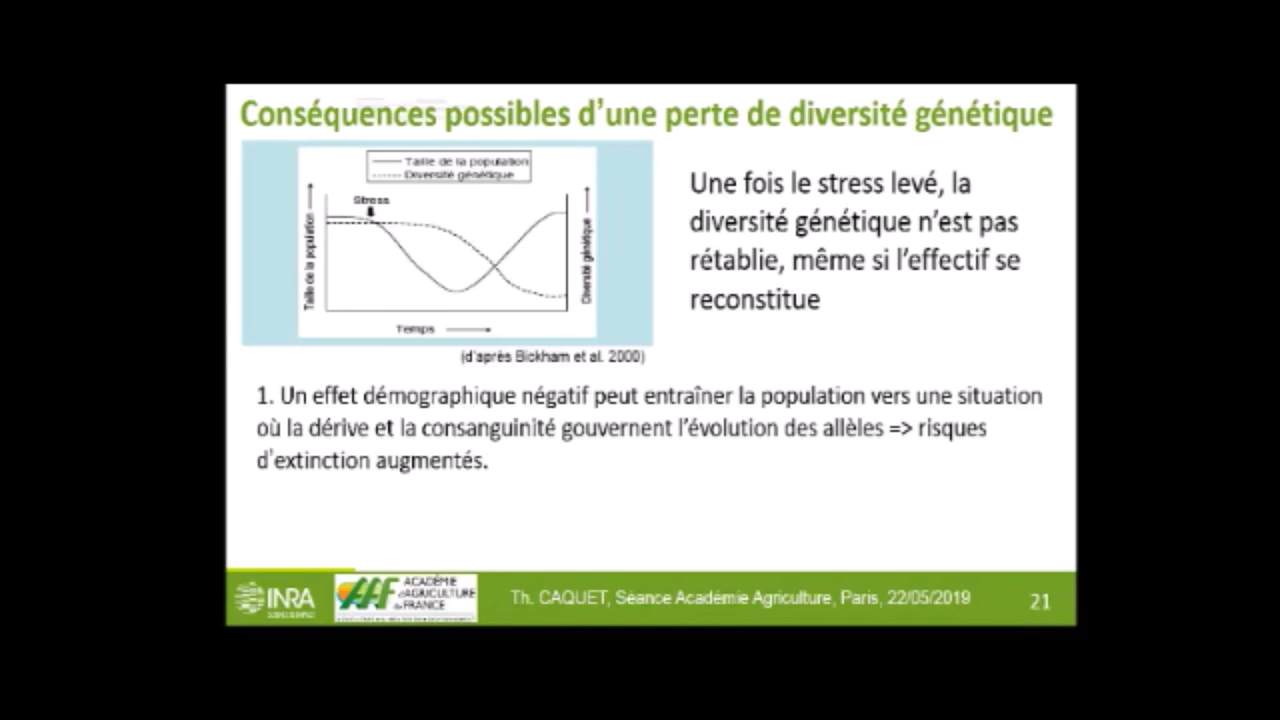 Conséquences possibles d'une perte de diversité génétique
Taille de la population
Diversité génétique
Stress
Taille de la population
Diversité génétique
Temps
(d'après Bickham et al. 2000)
Une fois le stress levé, la
diversité génétique n'est pas
rétablie, même si l'effectif se
reconstitue
1. Un effet démographique négatif peut entraîner la population vers une situation
où la dérive et la consanguinité gouvernent l'évolution des allèles => risques
d'extinction augmentés.
INRA
AAF
ACADÉMIE
d'AGRICULTURE
de FRANCE
Th. CAQUET, Séance Académie Agriculture, Paris, 22/05/2019
21